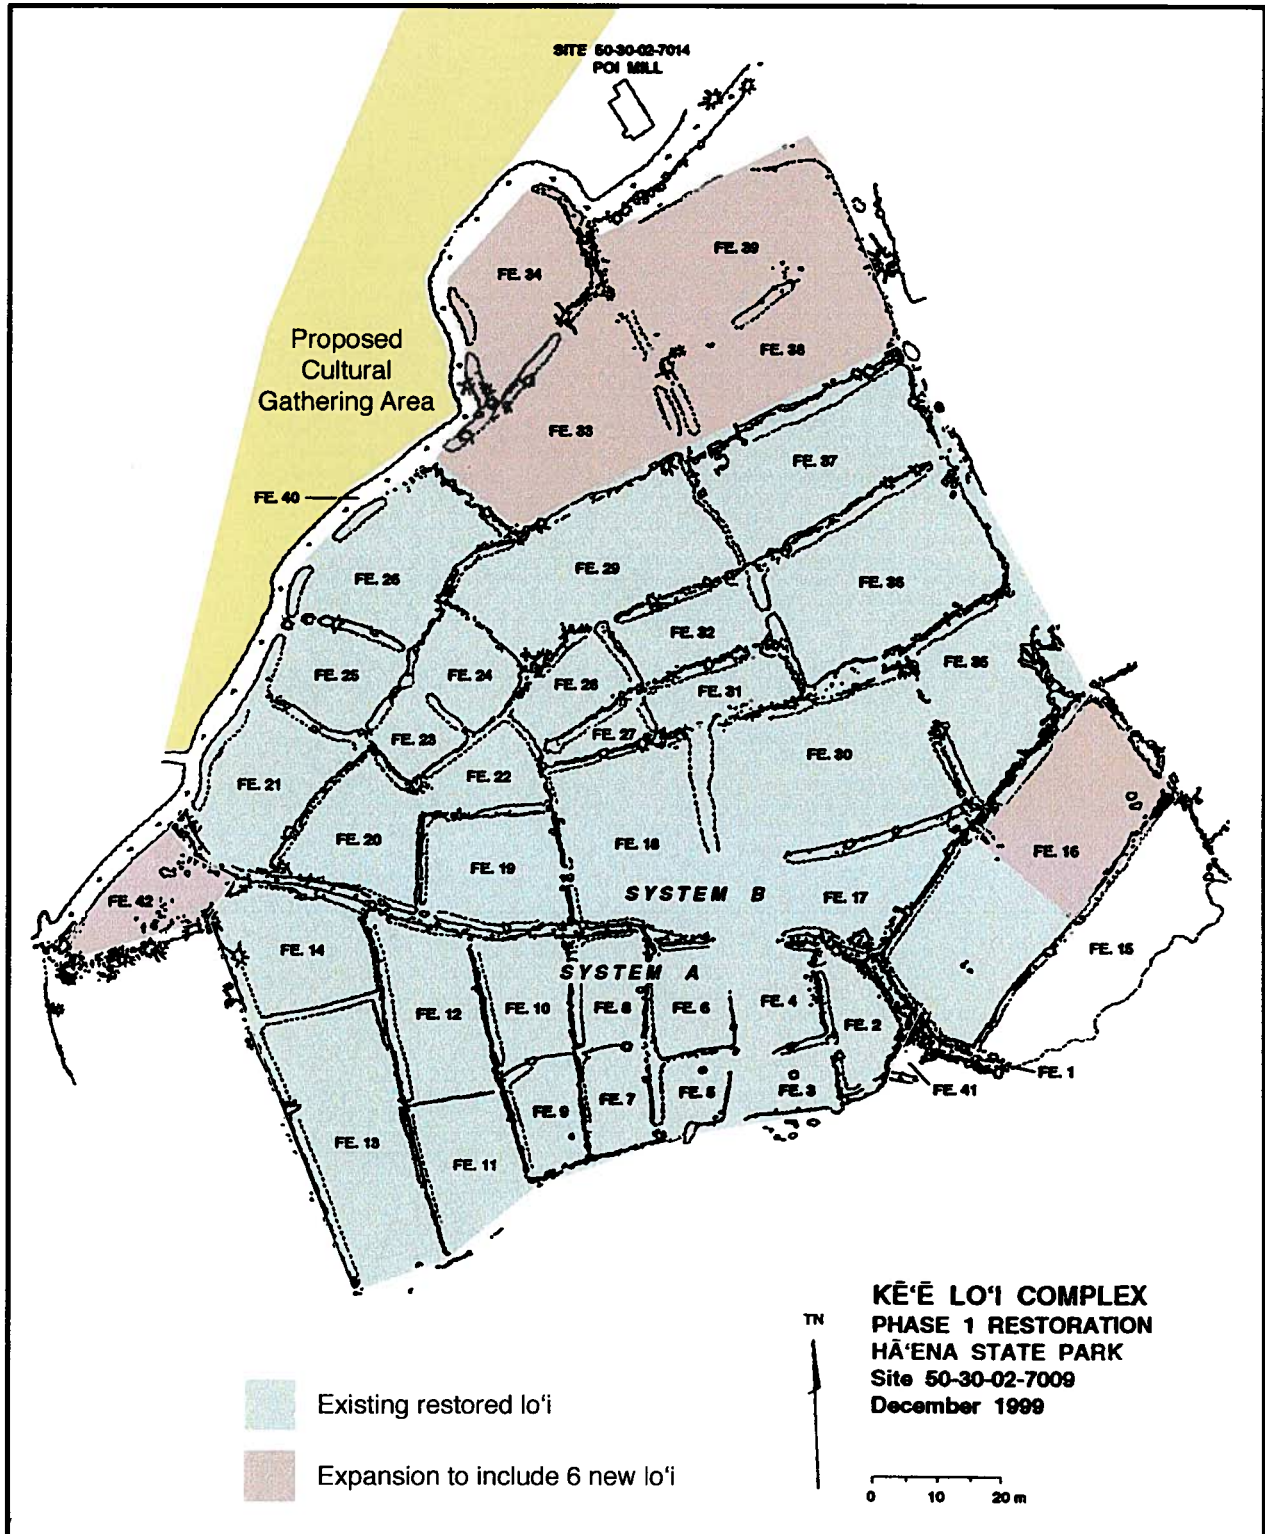 SITE 50-30-02-7014
POI MILL
FE. 39
FE. 34
Proposed
Cultural
Gathering Area
FE. 38
FE. 33
FE. 37
FE. 40
FE. 29
FE. 26
FE. 36
FE. 32
FE. 35
FE. 25
FE. 24
FE. 28
FE. 31
FE. 27
FE. 23
FE. 30
FE. 22
FE. 21
FE. 20
FE. 18
FE. 16
FE. 19
SYSTEM B
FE. 17
FE. 42
FE. 14
FE. 15
SYSTEM A
FE. 12
FE. 10
FE. 8
FE. 6
FE. 4
FE. 2
FE. 1
FE. 41
FE. 5
FE. 3
FE. 9
FE. 7
FE. 13
FE. 11
KĒ‘Ē LO‘I COMPLEX
PHASE 1 RESTORATION
HĀ‘ENA STATE PARK
Site 50-30-02-7009
December 1999
TN
Existing restored lo‘i
Expansion to include 6 new lo‘i
0 10 20 m